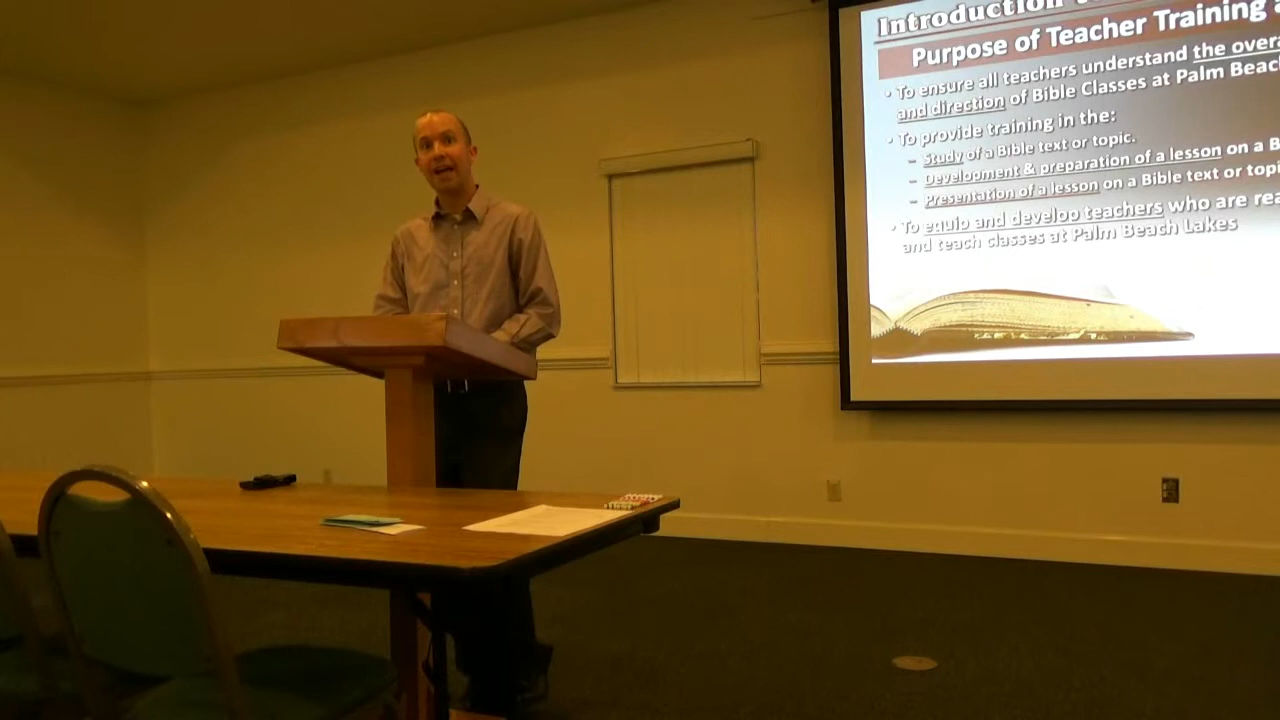 Introduction
Purpose of Teacher Training
• To ensure all teachers understand the overa
and direction of Bible Classes at Palm Beac
• To provide training in the:
– Study of a Bible text or topic.
– Development & preparation of a lesson on a B
– Presentation of a lesson on a Bible text or topi
• To equip and develop teachers who are rea
and teach classes at Palm Beach Lakes